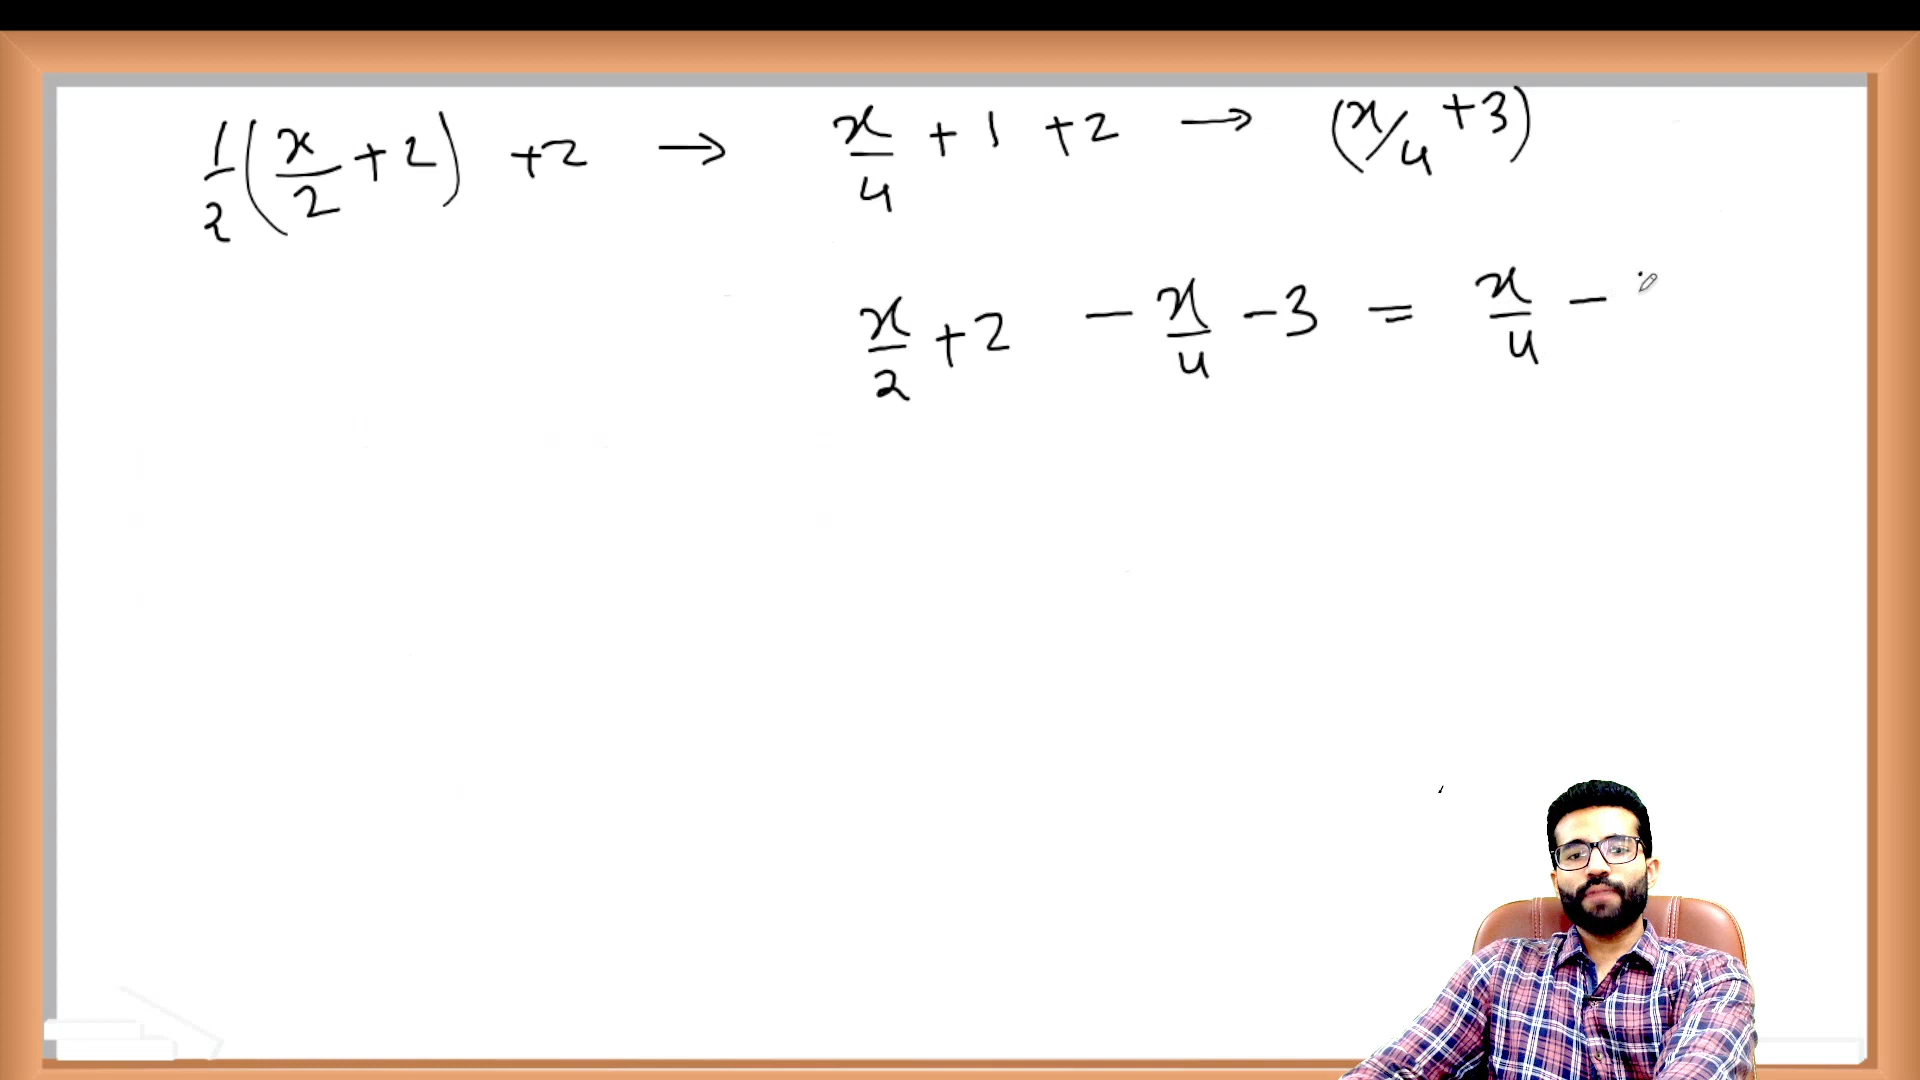 1/2 (x/2 + 2) + 2 → x/4 + 1 + 2 → (x/4 + 3)
x/2 + 2 - x/4 - 3 = x/4 -